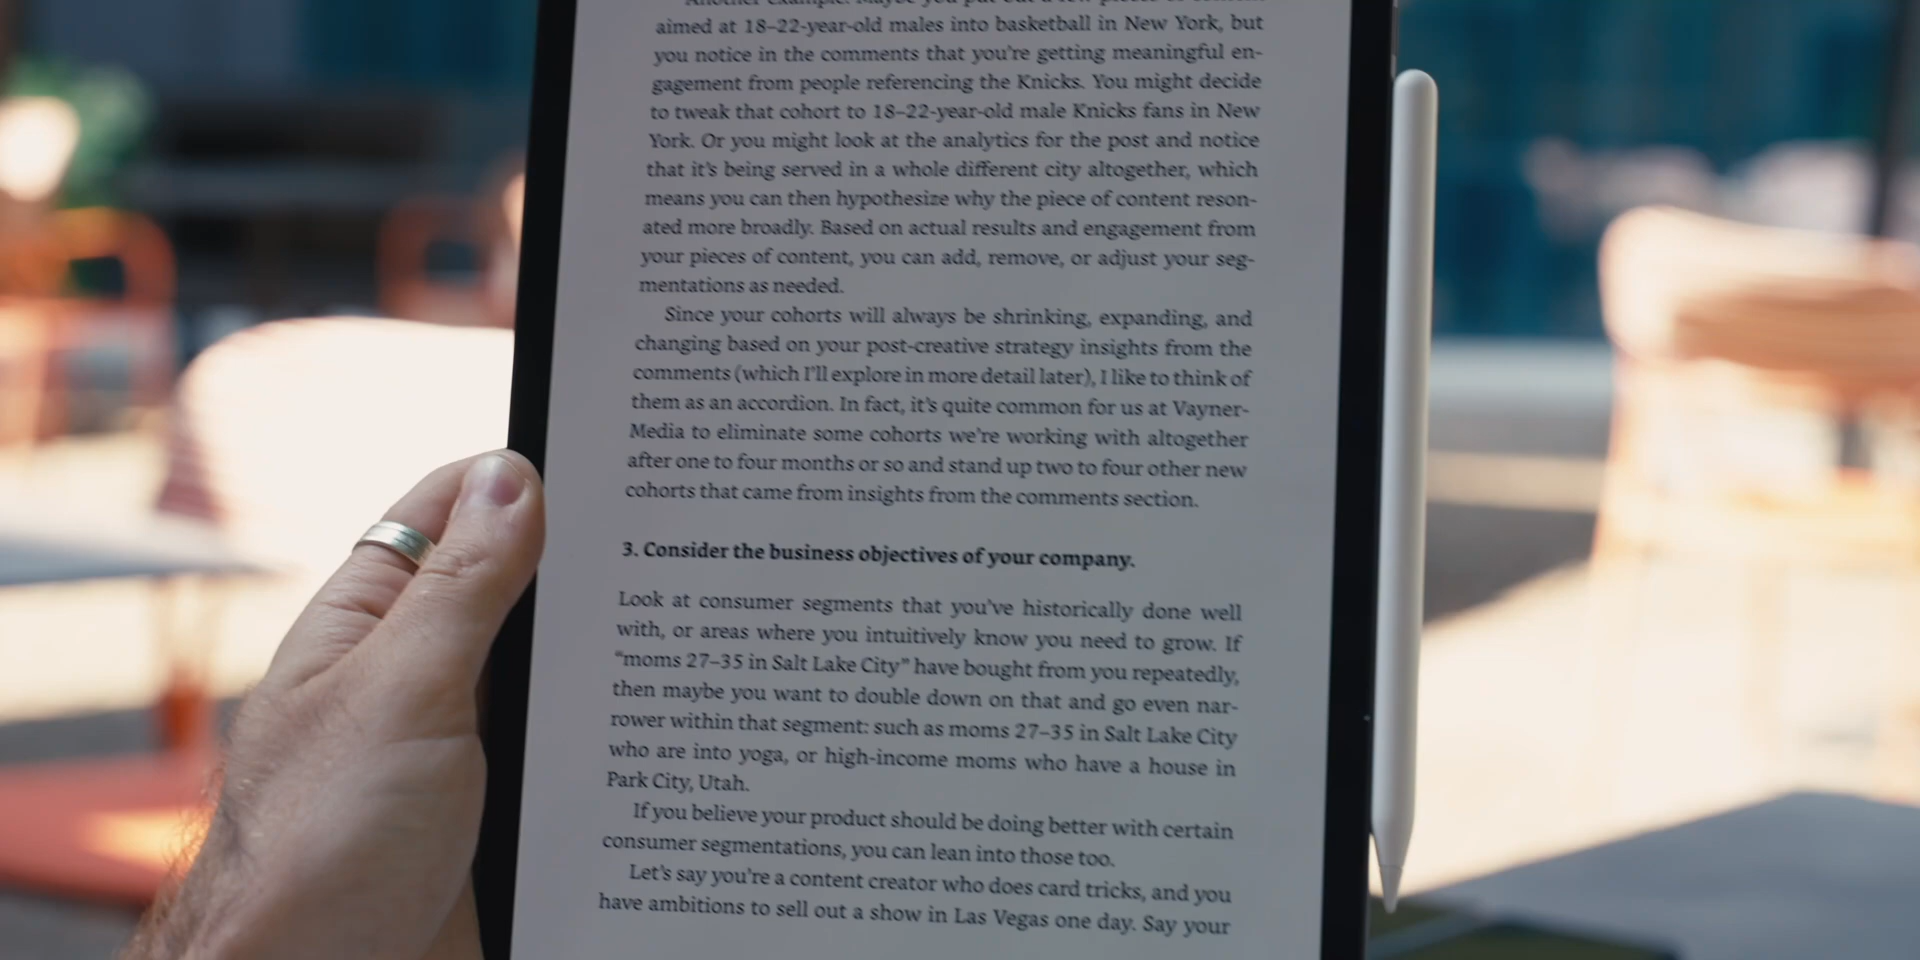 Another example: Maybe you put out a few pieces of content
aimed at 18–22-year-old males into basketball in New York, but
you notice in the comments that you’re getting meaningful en-
gagement from people referencing the Knicks. You might decide
to tweak that cohort to 18–22-year-old male Knicks fans in New
York. Or you might look at the analytics for the post and notice
that it’s being served in a whole different city altogether, which
means you can then hypothesize why the piece of content reson-
ated more broadly. Based on actual results and engagement from
your pieces of content, you can add, remove, or adjust your seg-
mentations as needed.
Since your cohorts will always be shrinking, expanding, and
changing based on your post-creative strategy insights from the
comments (which I’ll explore in more detail later), I like to think of
them as an accordion. In fact, it’s quite common for us at Vayner-
Media to eliminate some cohorts we’re working with altogether
after one to four months or so and stand up two to four other new
cohorts that came from insights from the comments section.
3. Consider the business objectives of your company.
Look at consumer segments that you’ve historically done well
with, or areas where you intuitively know you need to grow. If
“moms 27–35 in Salt Lake City” have bought from you repeatedly,
then maybe you want to double down on that and go even nar-
rower within that segment: such as moms 27–35 in Salt Lake City
who are into yoga, or high-income moms who have a house in
Park City, Utah.
If you believe your product should be doing better with certain
consumer segmentations, you can lean into those too.
Let’s say you’re a content creator who does card tricks, and you
have ambitions to sell out a show in Las Vegas one day. Say your